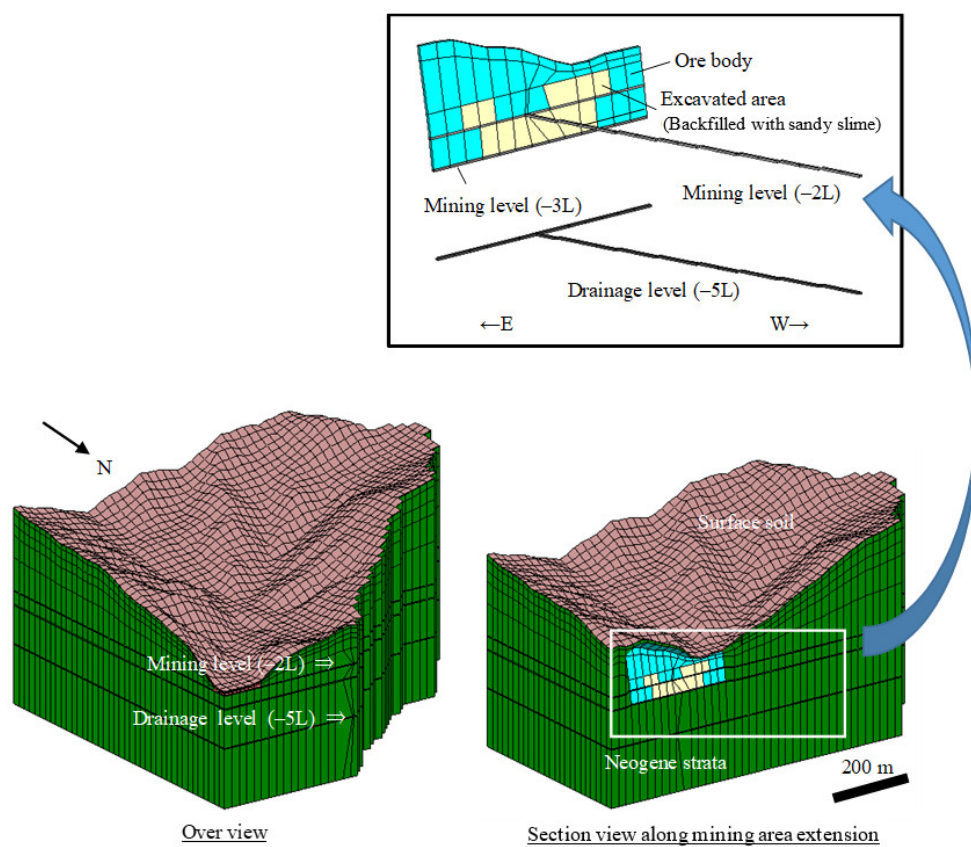 Ore body
Excavated area
(Backfilled with sandy slime)
Mining level (–3L)
Mining level (–2L)
Drainage level (–5L)
←E
W→
N
Surface soil
Mining level (–2L) ⇒
Drainage level (–5L) ⇒
Neogene strata
200 m
Over view
Section view along mining area extension